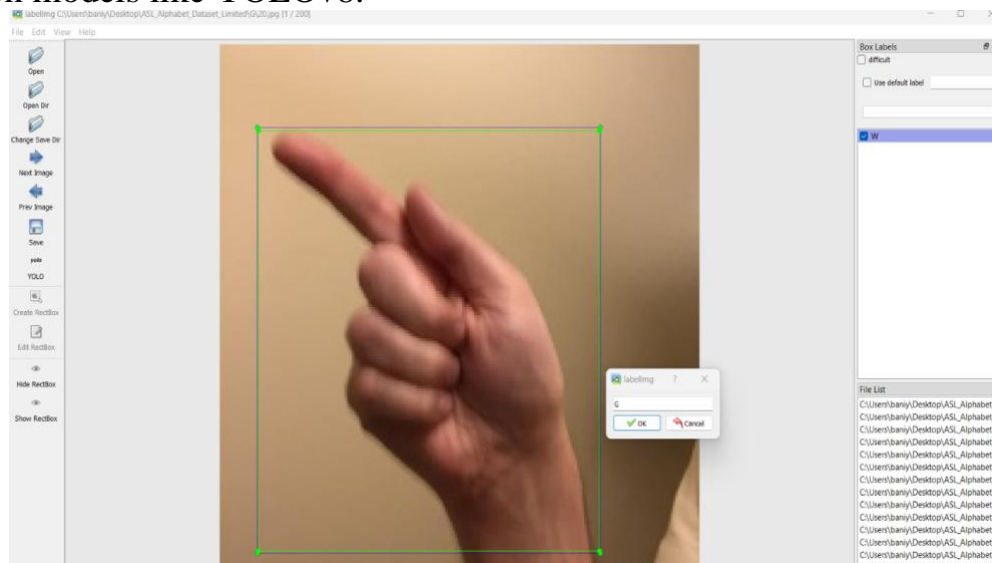 n models like YOLOv8.
labelImg C:\Users\baniy\Desktop\ASL_Alphabet_Dataset_Limited\G\20.jpg [1 / 200]
File Edit View Help
Open
Open Dir
Change Save Dir
Next Image
Prev Image
Save
yolo
YOLO
Create RectBox
Edit RectBox
Hide RectBox
Show RectBox
labelImg ? X
G
OK Cancel
Box Labels
difficult
Use default label
W
File List
C:\Users\baniy\Desktop\ASL_Alphabet
C:\Users\baniy\Desktop\ASL_Alphabet
C:\Users\baniy\Desktop\ASL_Alphabet
C:\Users\baniy\Desktop\ASL_Alphabet
C:\Users\baniy\Desktop\ASL_Alphabet
C:\Users\baniy\Desktop\ASL_Alphabet
C:\Users\baniy\Desktop\ASL_Alphabet
C:\Users\baniy\Desktop\ASL_Alphabet
C:\Users\baniy\Desktop\ASL_Alphabet
C:\Users\baniy\Desktop\ASL_Alphabet
C:\Users\baniy\Desktop\ASL_Alphabet
C:\Users\baniy\Desktop\ASL_Alphabet
C:\Users\baniy\Desktop\ASL_Alphabet